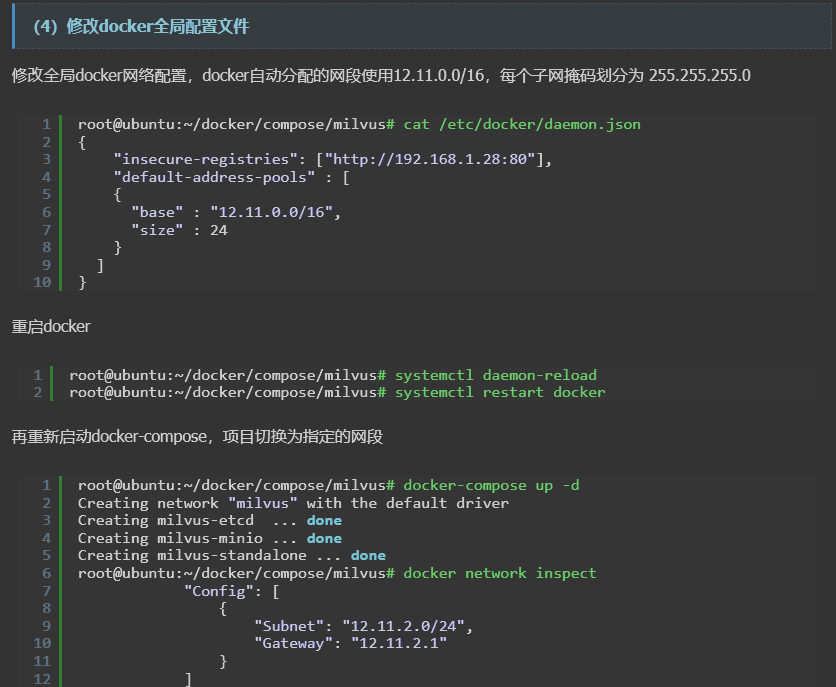 (4) 修改docker全局配置文件
修改全局docker网络配置，docker自动分配的网段使用12.11.0.0/16，每个子网掩码划分为 255.255.255.0
1 root@ubuntu:~/docker/compose/milvus# cat /etc/docker/daemon.json
2 {
3     "insecure-registries": ["http://192.168.1.28:80"],
4     "default-address-pools" : [
5     {
6       "base" : "12.11.0.0/16",
7       "size" : 24
8     }
9   ]
10 }
重启docker
1 root@ubuntu:~/docker/compose/milvus# systemctl daemon-reload
2 root@ubuntu:~/docker/compose/milvus# systemctl restart docker
再重新启动docker-compose，项目切换为指定的网段
1 root@ubuntu:~/docker/compose/milvus# docker-compose up -d
2 Creating network "milvus" with the default driver
3 Creating milvus-etcd  ... done
4 Creating milvus-minio ... done
5 Creating milvus-standalone ... done
6 root@ubuntu:~/docker/compose/milvus# docker network inspect
7             "Config": [
8                 {
9                     "Subnet": "12.11.2.0/24",
10                     "Gateway": "12.11.2.1"
11                 }
12             ]